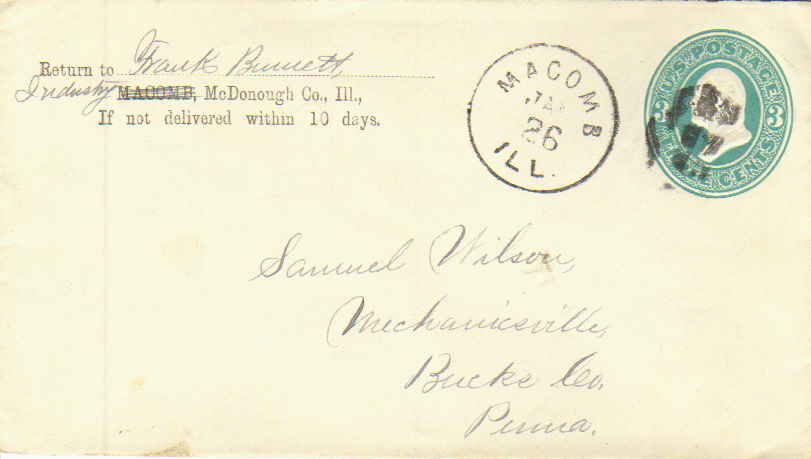 Return to Frank Burnett,
Industry MACOMB, McDonough Co., Ill.,
If not delivered within 10 days.
MACOMB
JAN
26
ILL.
U.S. POSTAGE
3 3
THREE CENTS
Samuel Wilson,
Mechanicsville,
Bucks Co.
Penna.